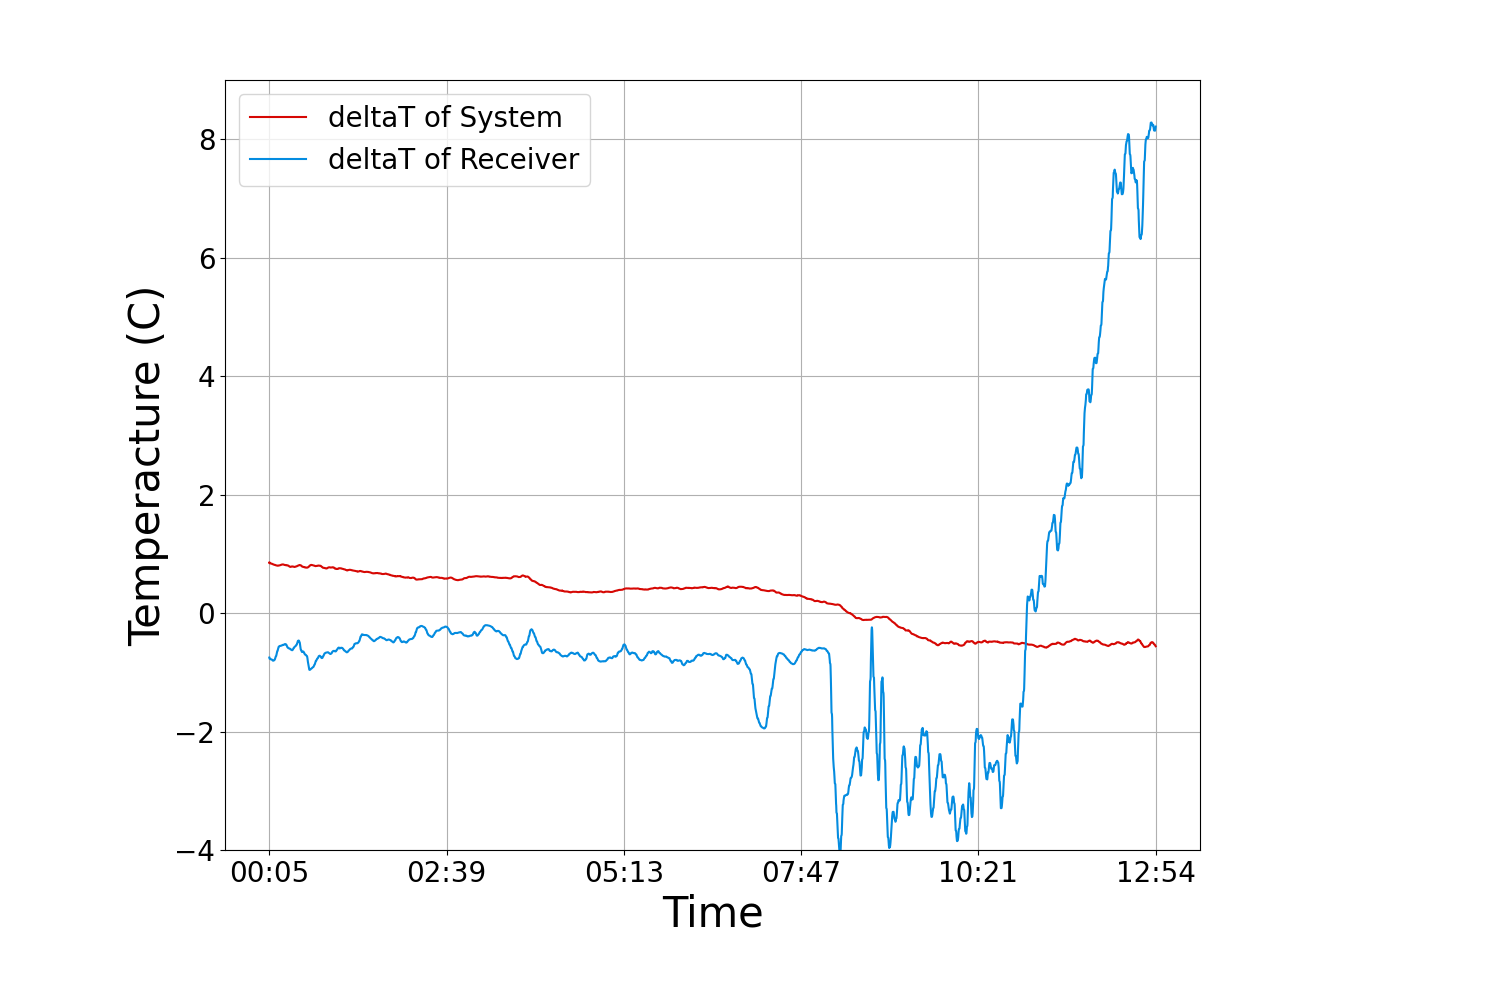 deltaT of System
deltaT of Receiver
8
6
4
2
0
−2
−4
Temperacture (C)
00:05 02:39 05:13 07:47 10:21 12:54
Time